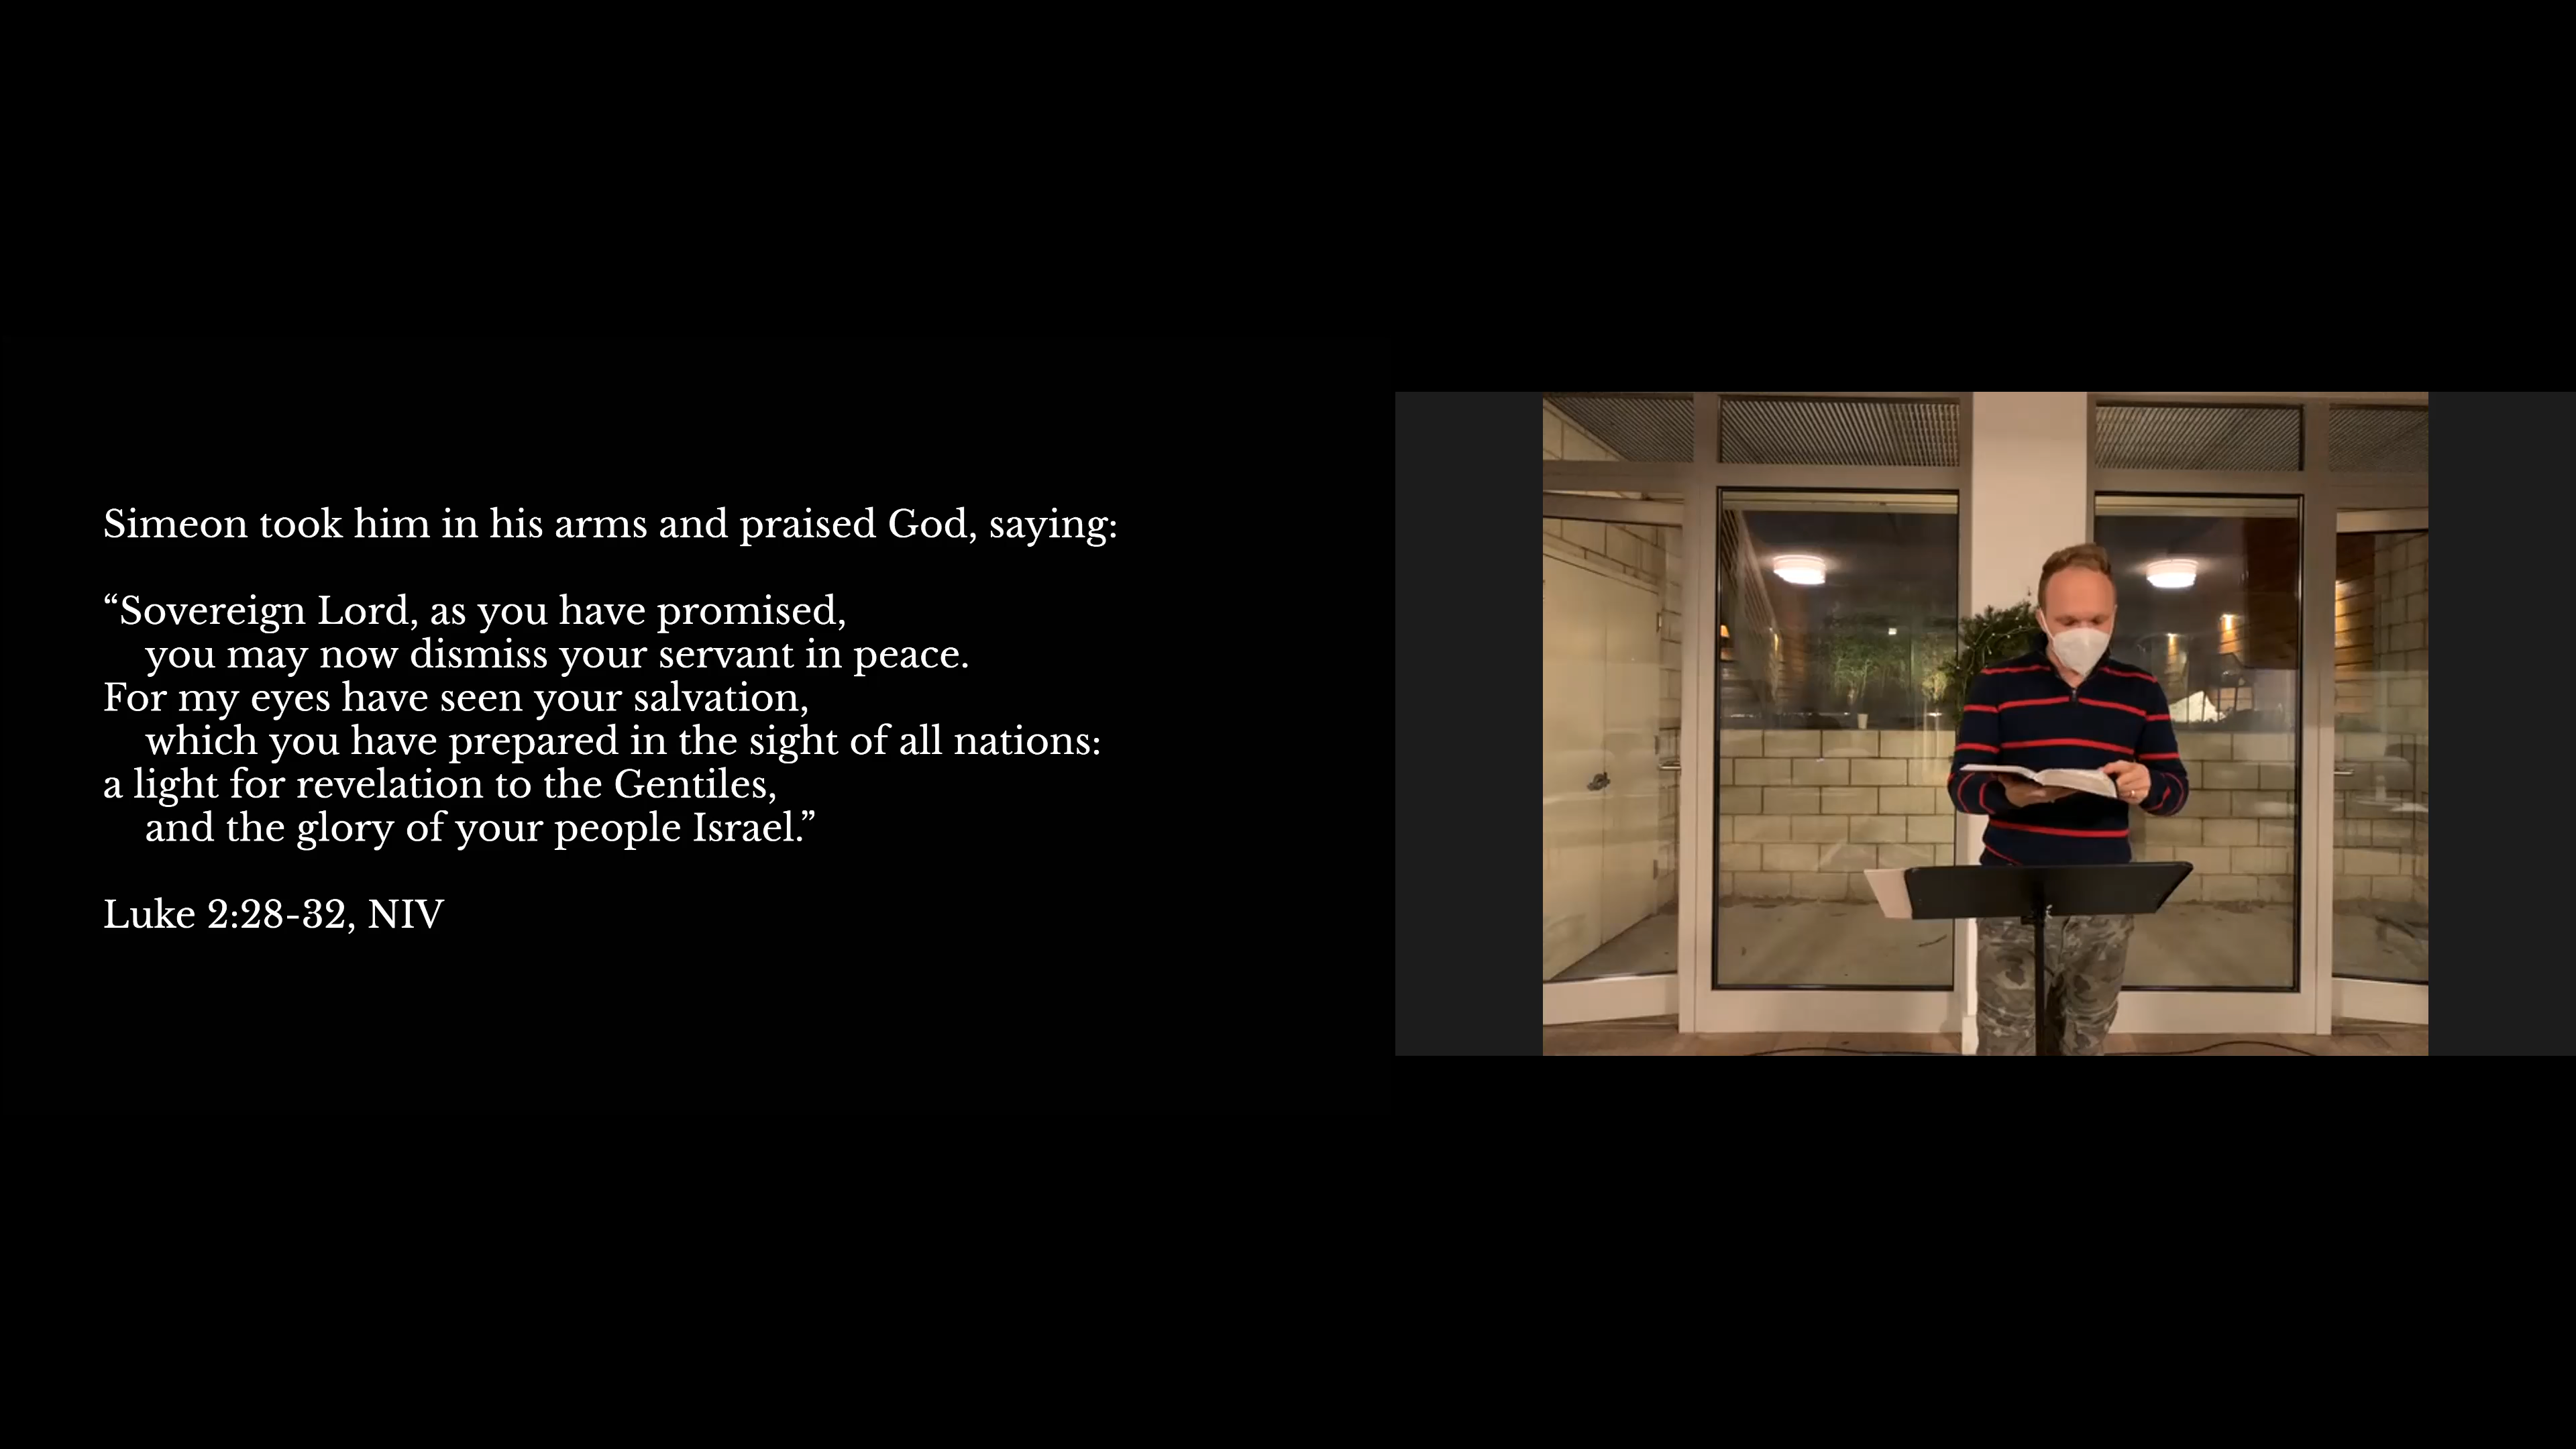 Simeon took him in his arms and praised God, saying:
“Sovereign Lord, as you have promised,
you may now dismiss your servant in peace.
For my eyes have seen your salvation,
which you have prepared in the sight of all nations:
a light for revelation to the Gentiles,
and the glory of your people Israel.”
Luke 2:28-32, NIV